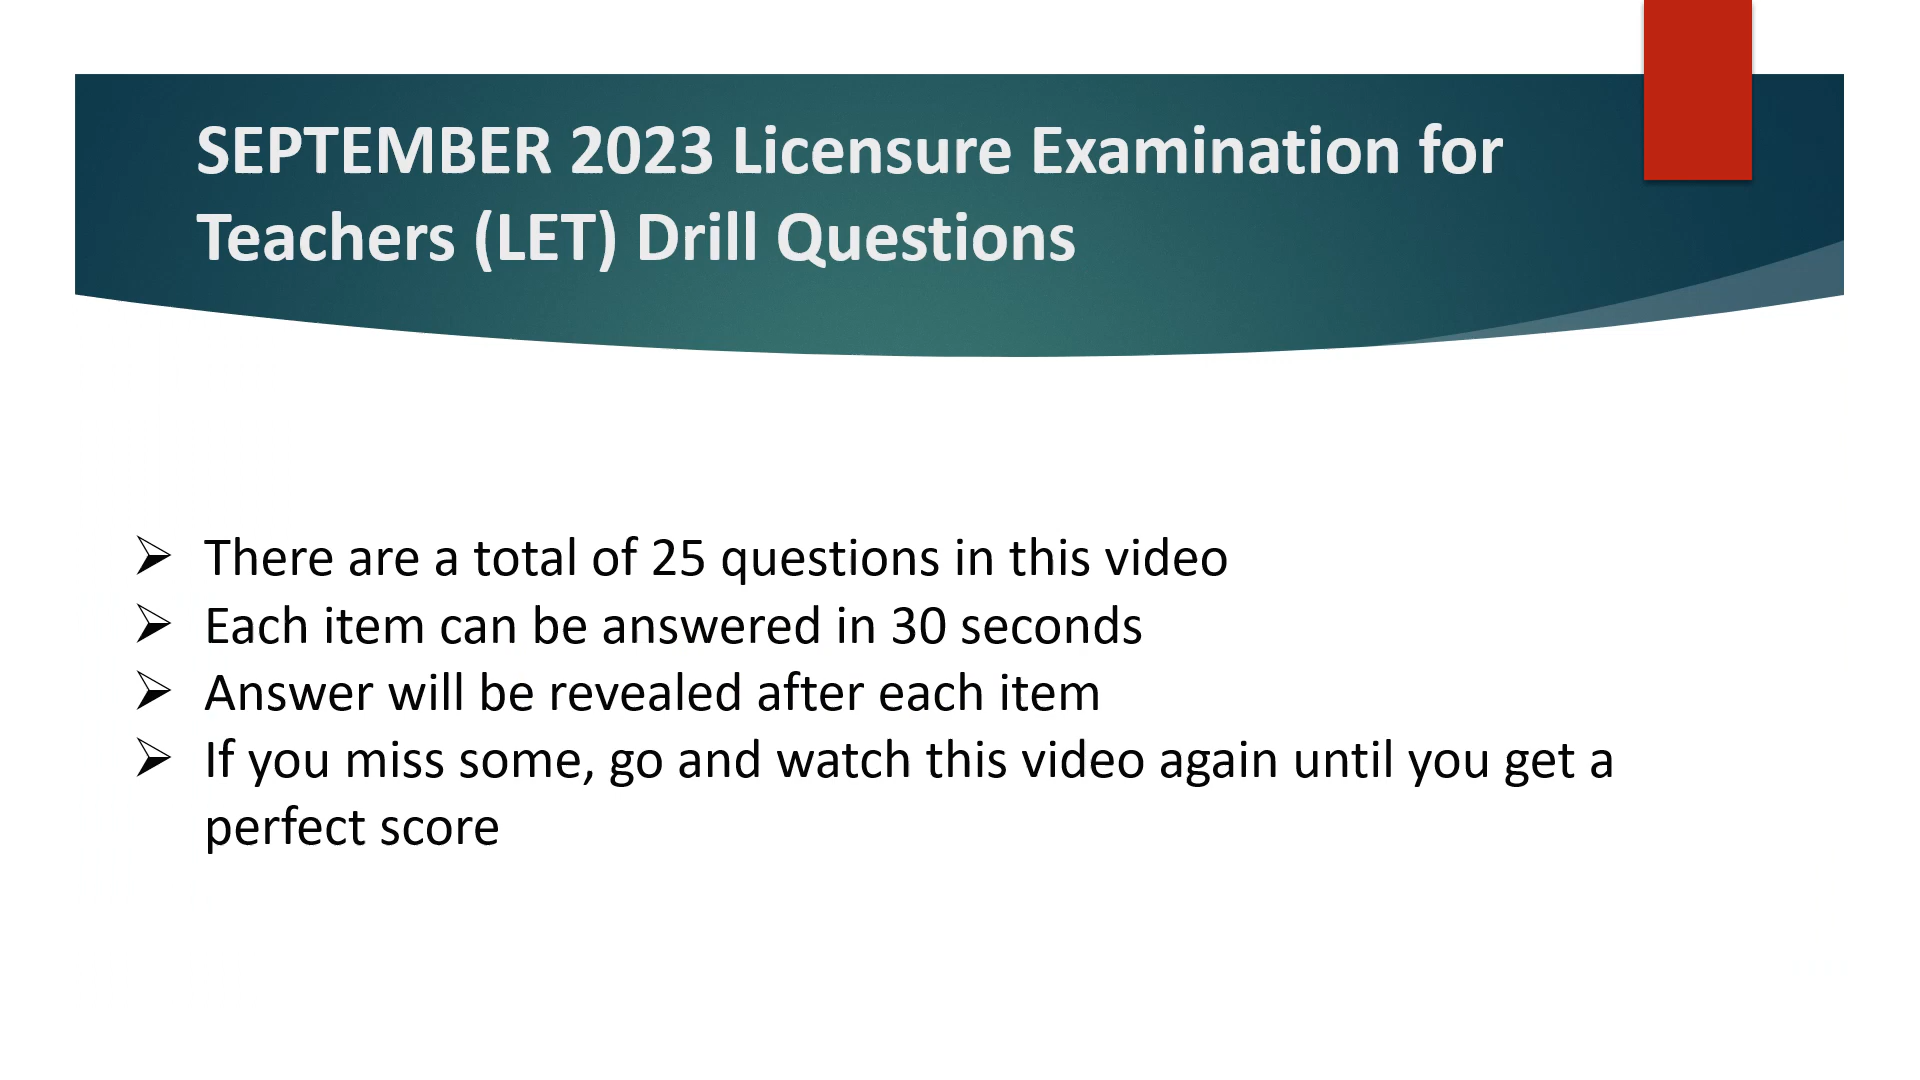 SEPTEMBER 2023 Licensure Examination for
Teachers (LET) Drill Questions
➢ There are a total of 25 questions in this video
➢ Each item can be answered in 30 seconds
➢ Answer will be revealed after each item
➢ If you miss some, go and watch this video again until you get a
perfect score